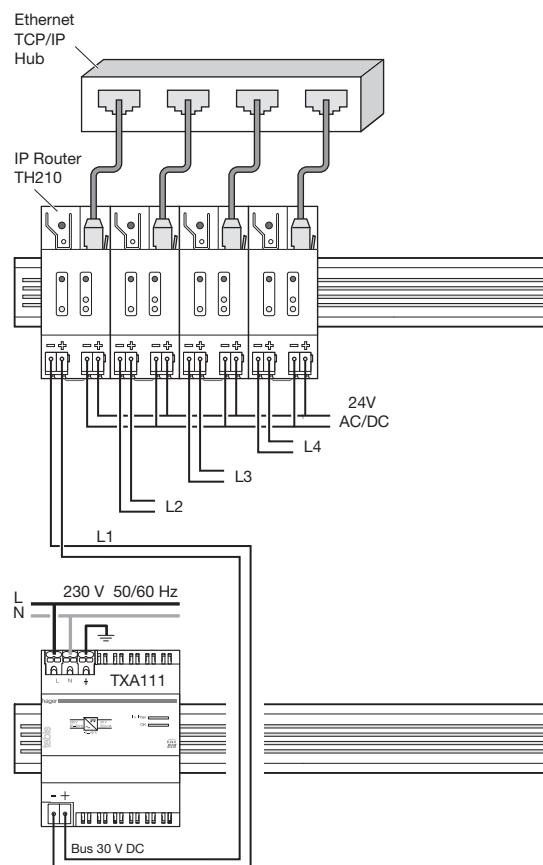 Ethernet
TCP/IP
Hub
IP Router
TH210
– + – + – + – + – + – + – + – +
24V
AC/DC
L4
L3
L2
L1
L 230 V 50/60 Hz
N
L N
TXA111
hager
tebis
OK
- +
Bus 30 V DC